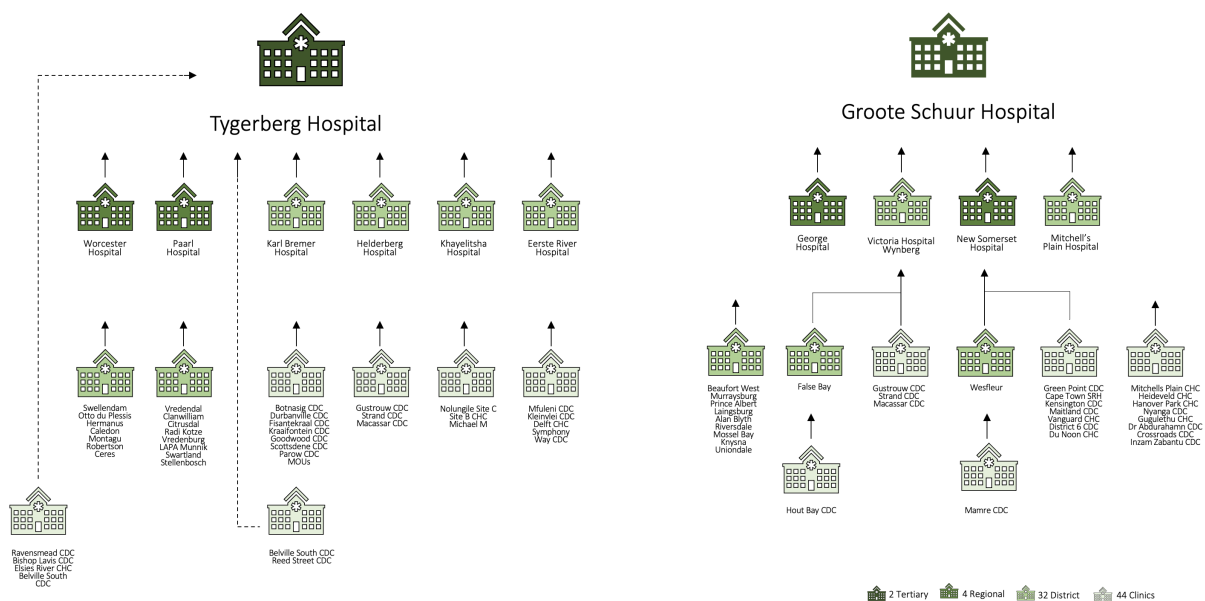 Tygerberg Hospital
Groote Schuur Hospital
Worcester
Hospital
Paarl
Hospital
Karl Bremer
Hospital
Helderberg
Hospital
Khayelitsha
Hospital
Eerste River
Hospital
George
Hospital
Victoria Hospital
Wynberg
New Somerset
Hospital
Mitchell's
Plain Hospital
Swellendam
Otto du Plessis
Hermanus
Caledon
Montagu
Robertson
Ceres
Vredendal
Clanwilliam
Citrusdal
Radi Kotze
Vredenburg
LAPA Munnik
Swartland
Stellenbosch
Botnasig CDC
Durbanville CDC
Fisantekraal CDC
Kraaifontein CDC
Goodwood CDC
Scottsdene CDC
Parow CDC
MOUs
Gustrouw CDC
Strand CDC
Macassar CDC
Nolungile Site C
Site B CHC
Michael M
Mfuleni CDC
Kleinvlei CDC
Delft CHC
Symphony
Way CDC
Beaufort West
Murraysburg
Prince Albert
Laingsburg
Alan Blyth
Riversdale
Mossel Bay
Knysna
Uniondale
False Bay
Gustrouw CDC
Strand CDC
Macassar CDC
Wesfleur
Green Point CDC
Cape Town SRH
Kensington CDC
Maitland CDC
Vanguard CHC
District 6 CDC
Du Noon CHC
Mitchells Plain CHC
Heideveld CHC
Hanover Park CHC
Nyanga CDC
Gugulethu CHC
Dr Abdurahamn CDC
Crossroads CDC
Inzam Zabantu CDC
Hout Bay CDC
Mamre CDC
Ravensmead CDC
Bishop Lavis CDC
Elsies River CHC
Belville South
CDC
Belville South CDC
Reed Street CDC
2 Tertiary
4 Regional
32 District
44 Clinics